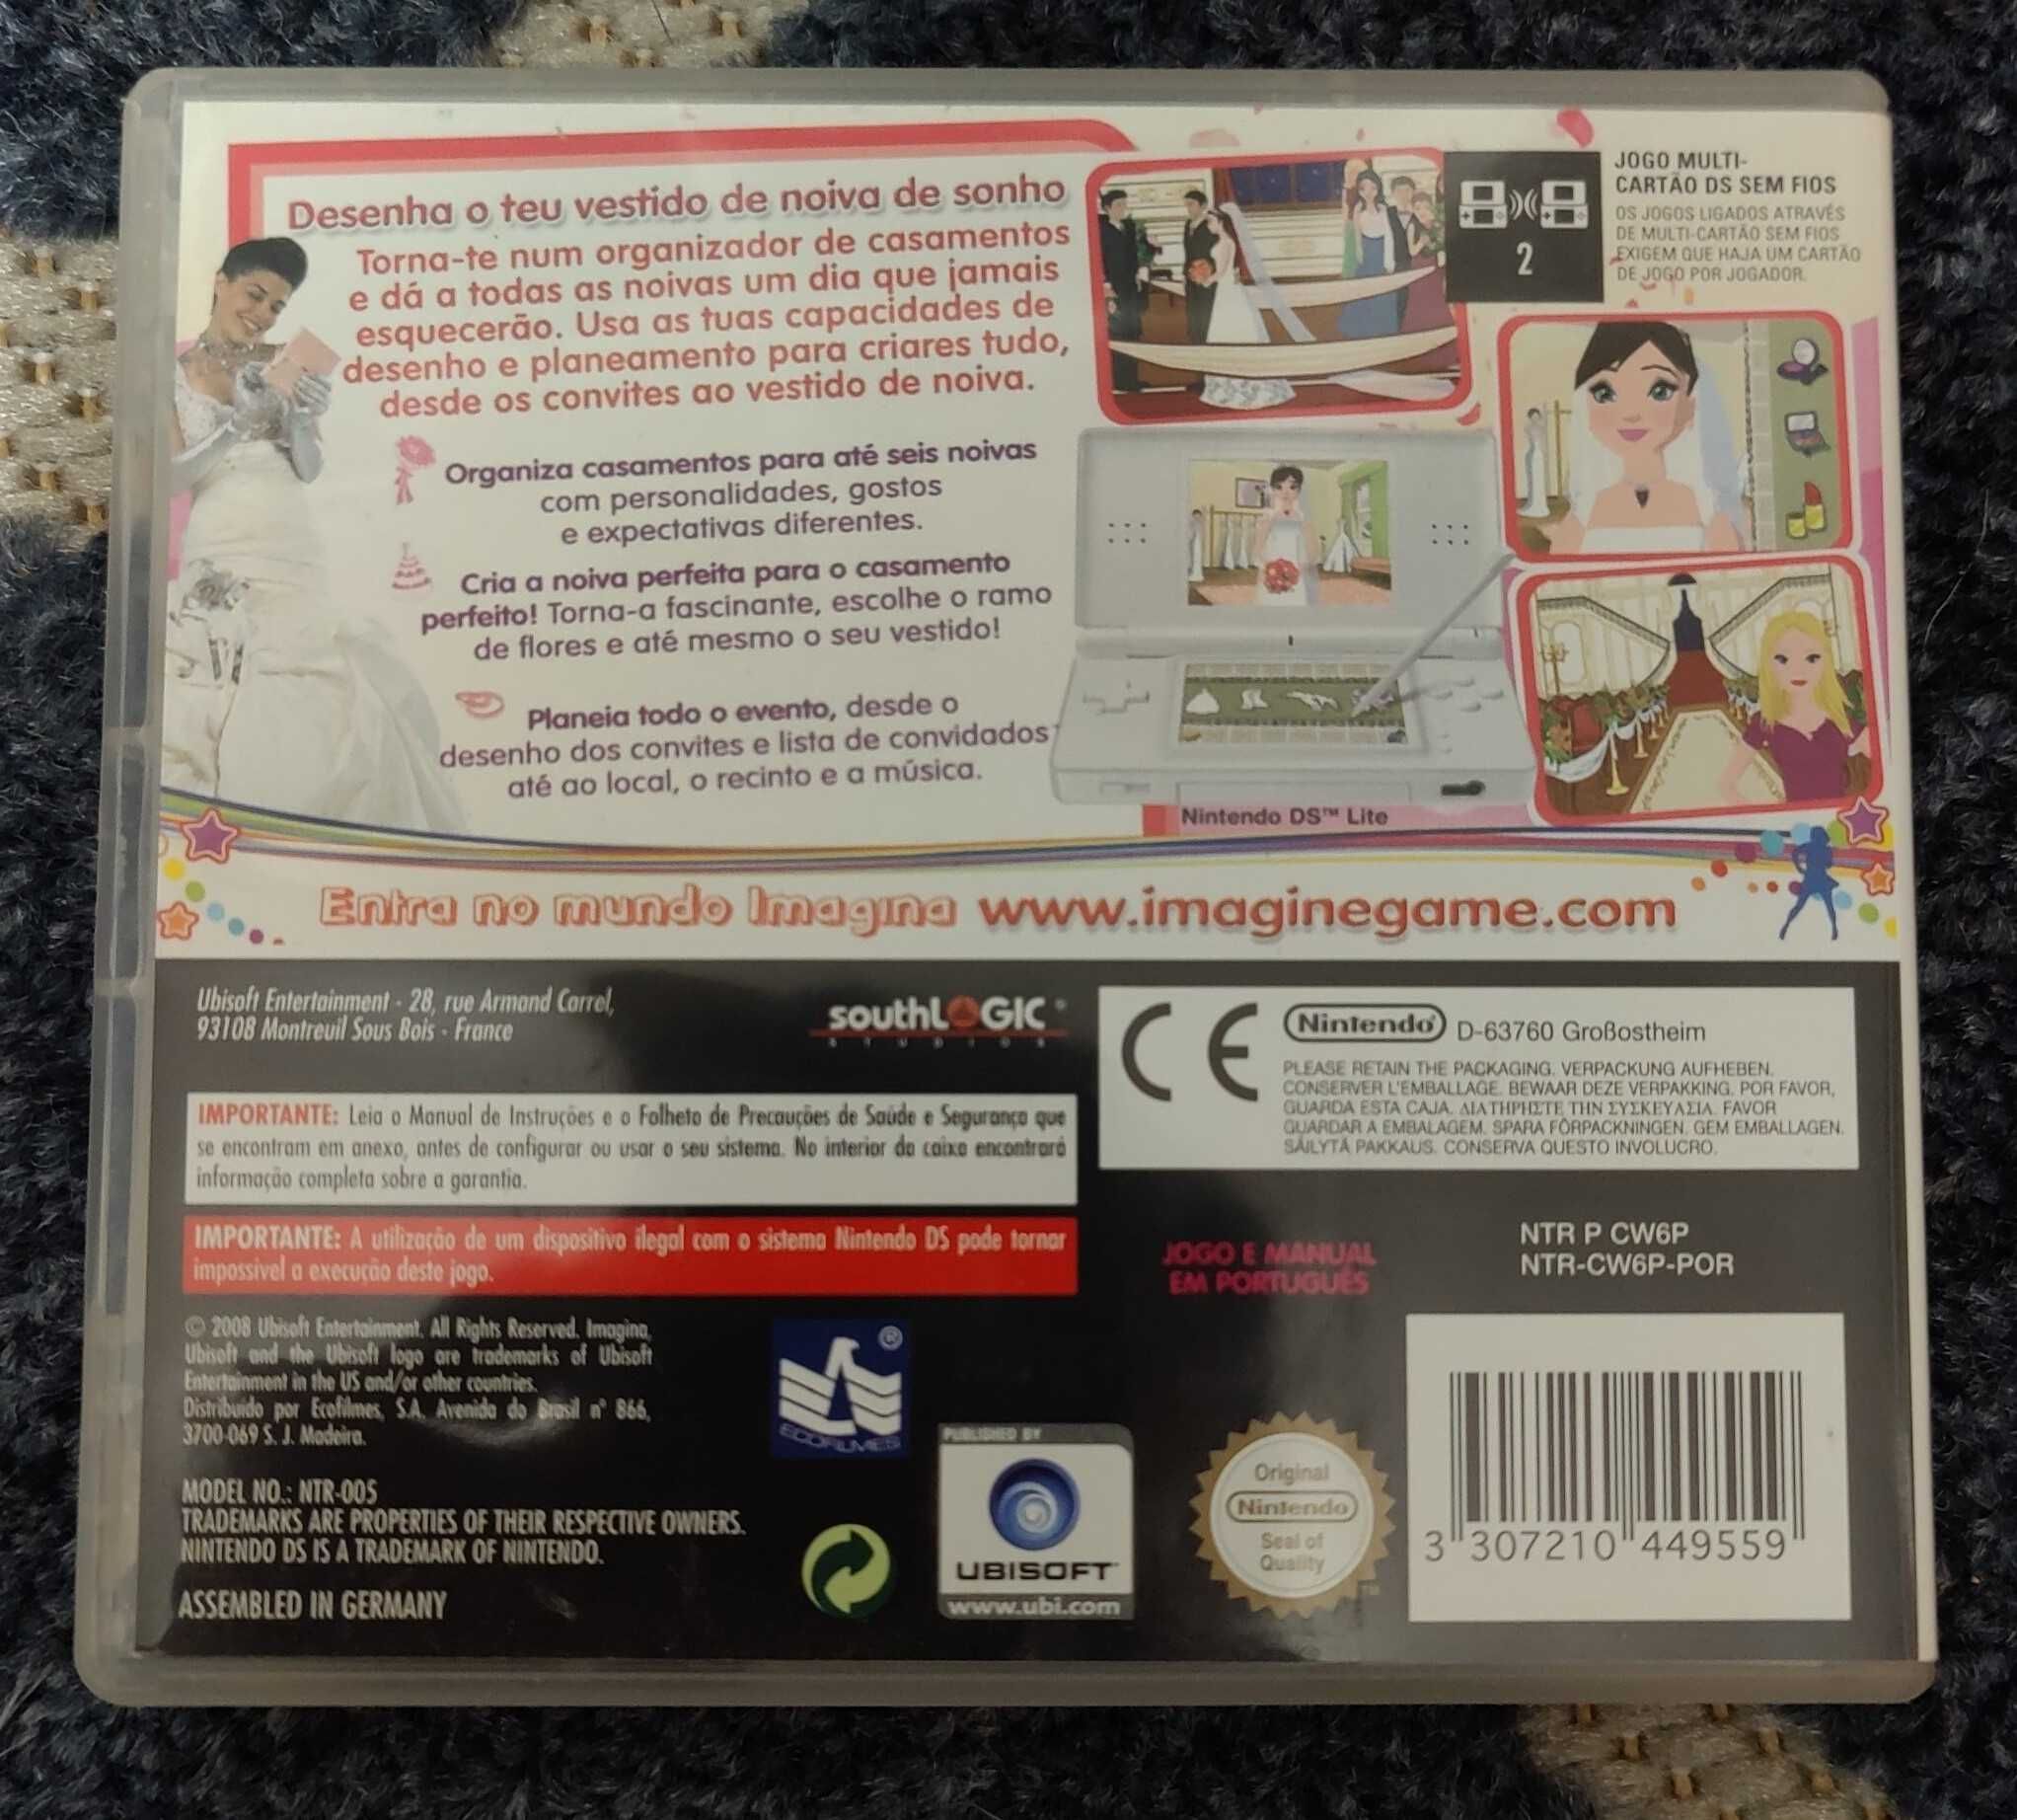 Desenha o teu vestido de noiva de sonho
Torna-te num organizador de casamentos
e dá a todas as noivas um dia que jamais
esquecerão. Usa as tuas capacidades de
desenho e planeamento para criares tudo,
desde os convites ao vestido de noiva.
Organiza casamentos para até seis noivas
com personalidades, gostos
e expectativas diferentes.
Cria a noiva perfeita para o casamento
perfeito! Torna-a fascinante, escolhe o ramo
de flores e até mesmo o seu vestido!
Planeia todo o evento, desde o
desenho dos convites e lista de convidados
até ao local, o recinto e a música.
2
JOGO MULTI-
CARTÃO DS SEM FIOS
OS JOGOS LIGADOS ATRAVÉS
DE MULTI-CARTÃO SEM FIOS
EXIGEM QUE HAJA UM CARTÃO
DE JOGO POR JOGADOR.
Nintendo DS™ Lite
Entra no mundo Imagina www.imaginegame.com
Ubisoft Entertainment - 28, rue Armand Carrel,
93108 Montreuil Sous Bois - France
southLOGIC
STUDIOS
CE
Nintendo® D-63760 Großostheim
PLEASE RETAIN THE PACKAGING. VERPACKUNG AUFHEBEN.
CONSERVER L'EMBALLAGE. BEWAAR DEZE VERPAKKING. POR FAVOR,
GUARDA ESTA CAJA. ΔΙΑΤΗΡΗΣΤΕ ΤΗΝ ΣΥΣΚΕΥΑΣΙΑ. FAVOR
GUARDAR A EMBALAGEM. SPARA FÖRPACKNINGEN. GEM EMBALLAGEN.
SÄILYTÄ PAKKAUS. CONSERVA QUESTO INVOLUCRO.
IMPORTANTE: Leia o Manual de Instruções e o Folheto de Precauções de Saúde e Segurança que
se encontram em anexo, antes de configurar ou usar o seu sistema. No interior da caixa encontrará
informação completa sobre a garantia.
IMPORTANTE: A utilização de um dispositivo ilegal com o sistema Nintendo DS pode tornar
impossível a execução deste jogo.
JOGO E MANUAL
EM PORTUGUÊS
NTR P CW6P
NTR-CW6P-POR
© 2008 Ubisoft Entertainment. All Rights Reserved. Imagina,
Ubisoft and the Ubisoft logo are trademarks of Ubisoft
Entertainment in the US and/or other countries.
Distribuído por Ecofilmes, S.A. Avenida do Brasil nº 866,
3700-069 S. J. Madeira.
ECOFILMES ®
MODEL NO.: NTR-005
TRADEMARKS ARE PROPERTIES OF THEIR RESPECTIVE OWNERS.
NINTENDO DS IS A TRADEMARK OF NINTENDO.
ASSEMBLED IN GERMANY
PUBLISHED BY
UBISOFT
www.ubi.com
Original
Nintendo
Seal of
Quality
TM
3 307210 449559